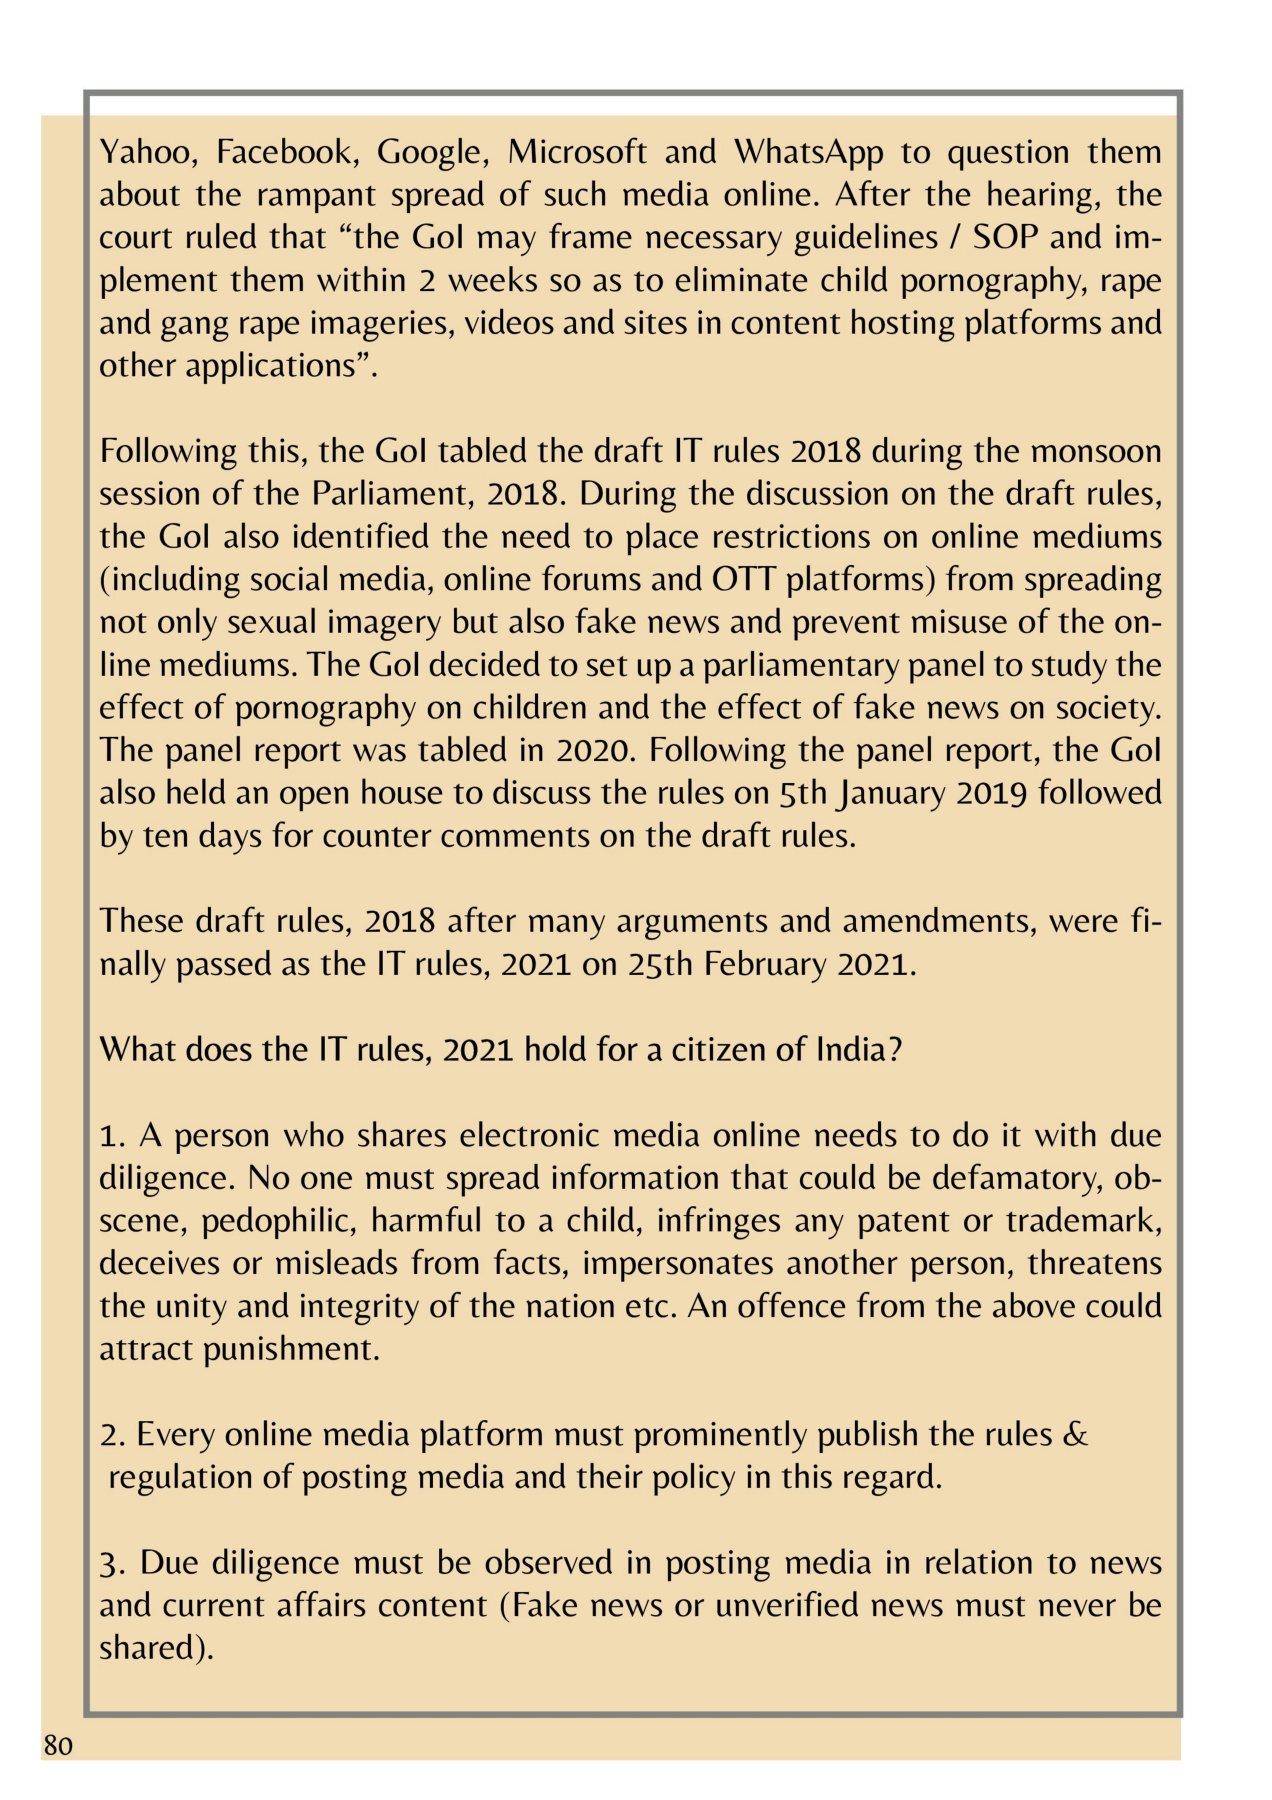 Yahoo, Facebook, Google, Microsoft and WhatsApp to question them
about the rampant spread of such media online. After the hearing, the
court ruled that “the GoI may frame necessary guidelines / SOP and im-
plement them within 2 weeks so as to eliminate child pornography, rape
and gang rape imageries, videos and sites in content hosting platforms and
other applications”.
Following this, the GoI tabled the draft IT rules 2018 during the monsoon
session of the Parliament, 2018. During the discussion on the draft rules,
the GoI also identified the need to place restrictions on online mediums
(including social media, online forums and OTT platforms) from spreading
not only sexual imagery but also fake news and prevent misuse of the on-
line mediums. The GoI decided to set up a parliamentary panel to study the
effect of pornography on children and the effect of fake news on society.
The panel report was tabled in 2020. Following the panel report, the GoI
also held an open house to discuss the rules on 5th January 2019 followed
by ten days for counter comments on the draft rules.
These draft rules, 2018 after many arguments and amendments, were fi-
nally passed as the IT rules, 2021 on 25th February 2021.
What does the IT rules, 2021 hold for a citizen of India?
1. A person who shares electronic media online needs to do it with due
diligence. No one must spread information that could be defamatory, ob-
scene, pedophilic, harmful to a child, infringes any patent or trademark,
deceives or misleads from facts, impersonates another person, threatens
the unity and integrity of the nation etc. An offence from the above could
attract punishment.
2. Every online media platform must prominently publish the rules &
regulation of posting media and their policy in this regard.
3. Due diligence must be observed in posting media in relation to news
and current affairs content (Fake news or unverified news must never be
shared).
80